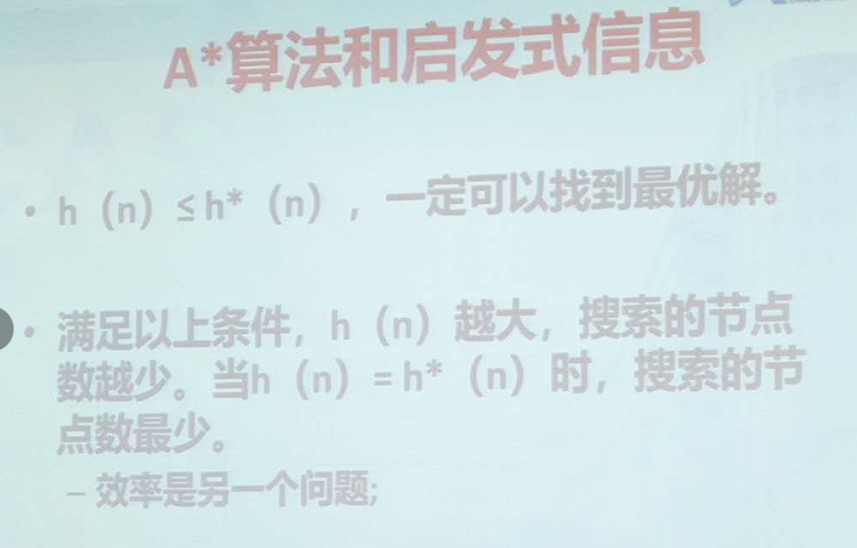 A*算法和启发式信息
• h（n）≤h*（n），一定可以找到最优解。
• 满足以上条件，h（n）越大，搜索的节点
数越少。当h（n）= h*（n）时，搜索的节
点数最少。
– 效率是另一个问题;